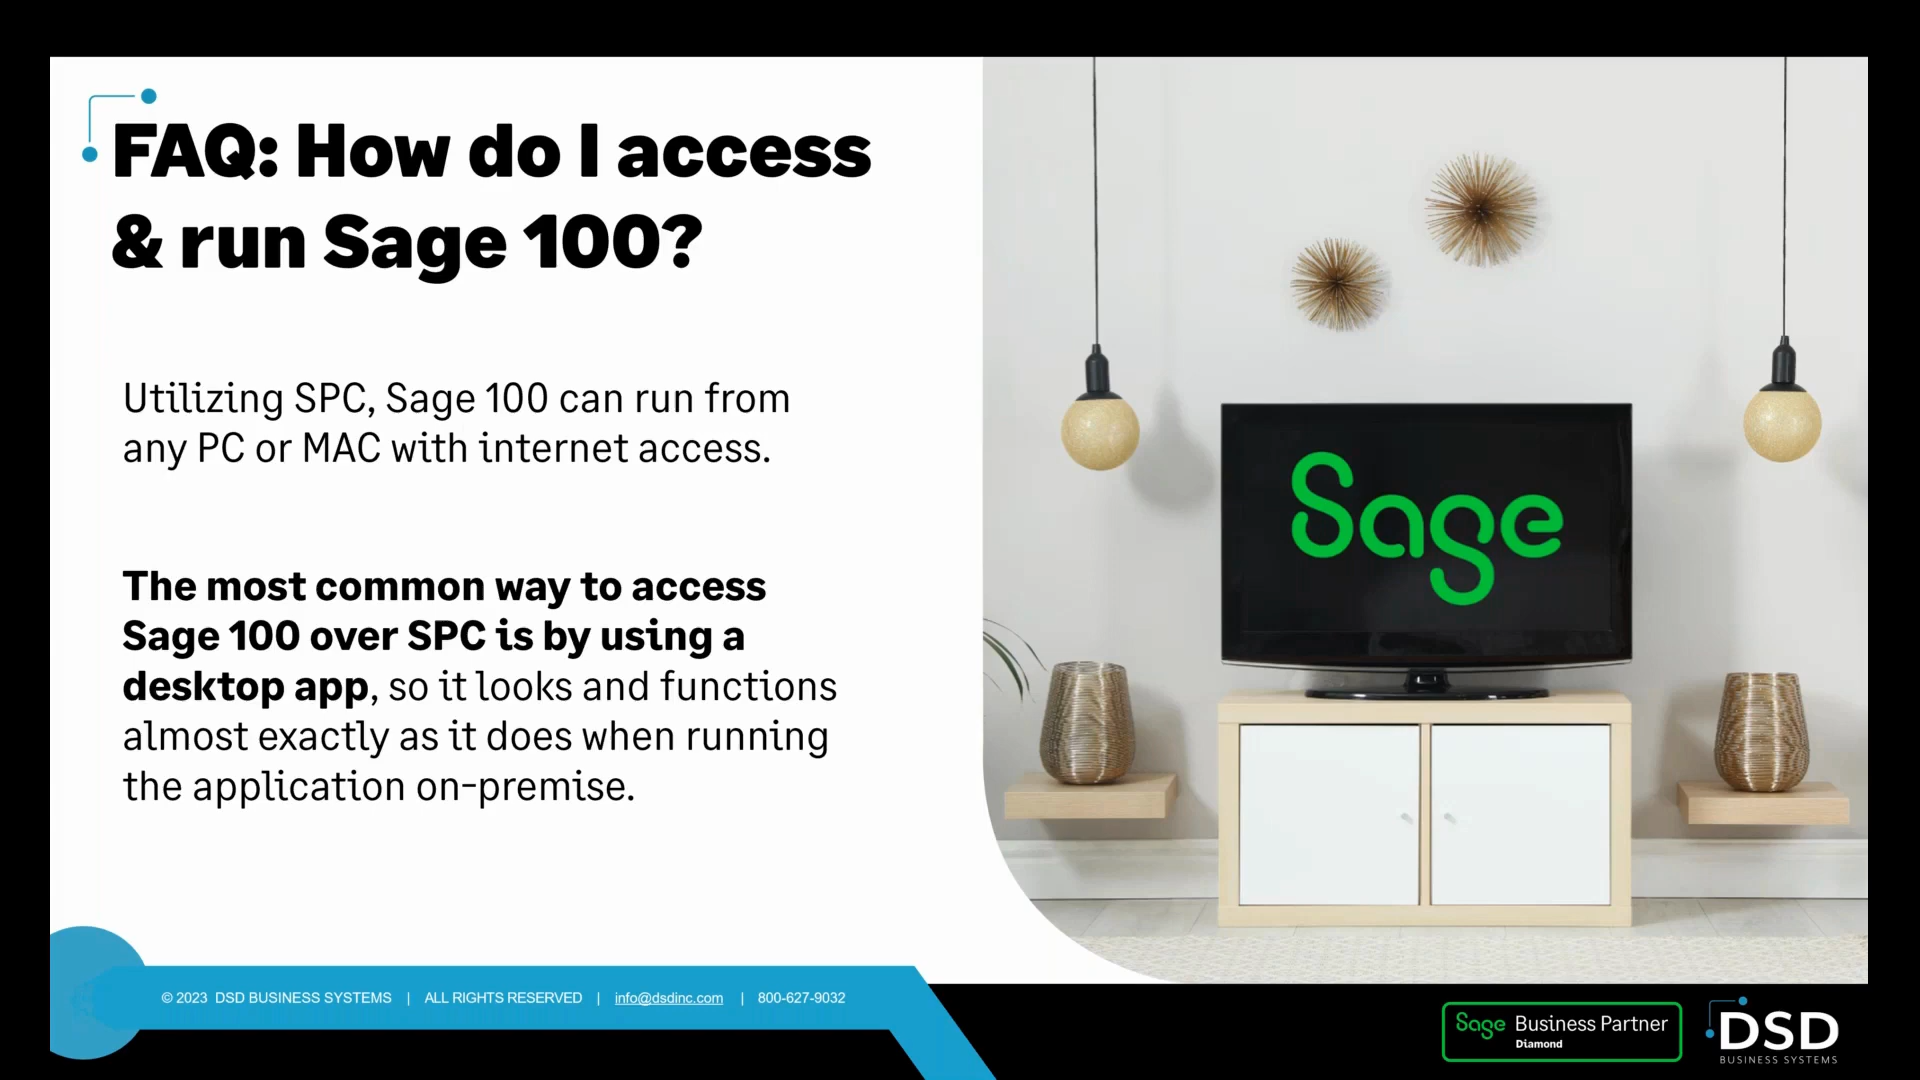 FAQ: How do I access
& run Sage 100?
Utilizing SPC, Sage 100 can run from
any PC or MAC with internet access.
The most common way to access
Sage 100 over SPC is by using a
desktop app, so it looks and functions
almost exactly as it does when running
the application on-premise.
Sage
© 2023 DSD BUSINESS SYSTEMS | ALL RIGHTS RESERVED | info@dsdinc.com | 800-627-9032
Sage Business Partner
Diamond
DSD
BUSINESS SYSTEMS